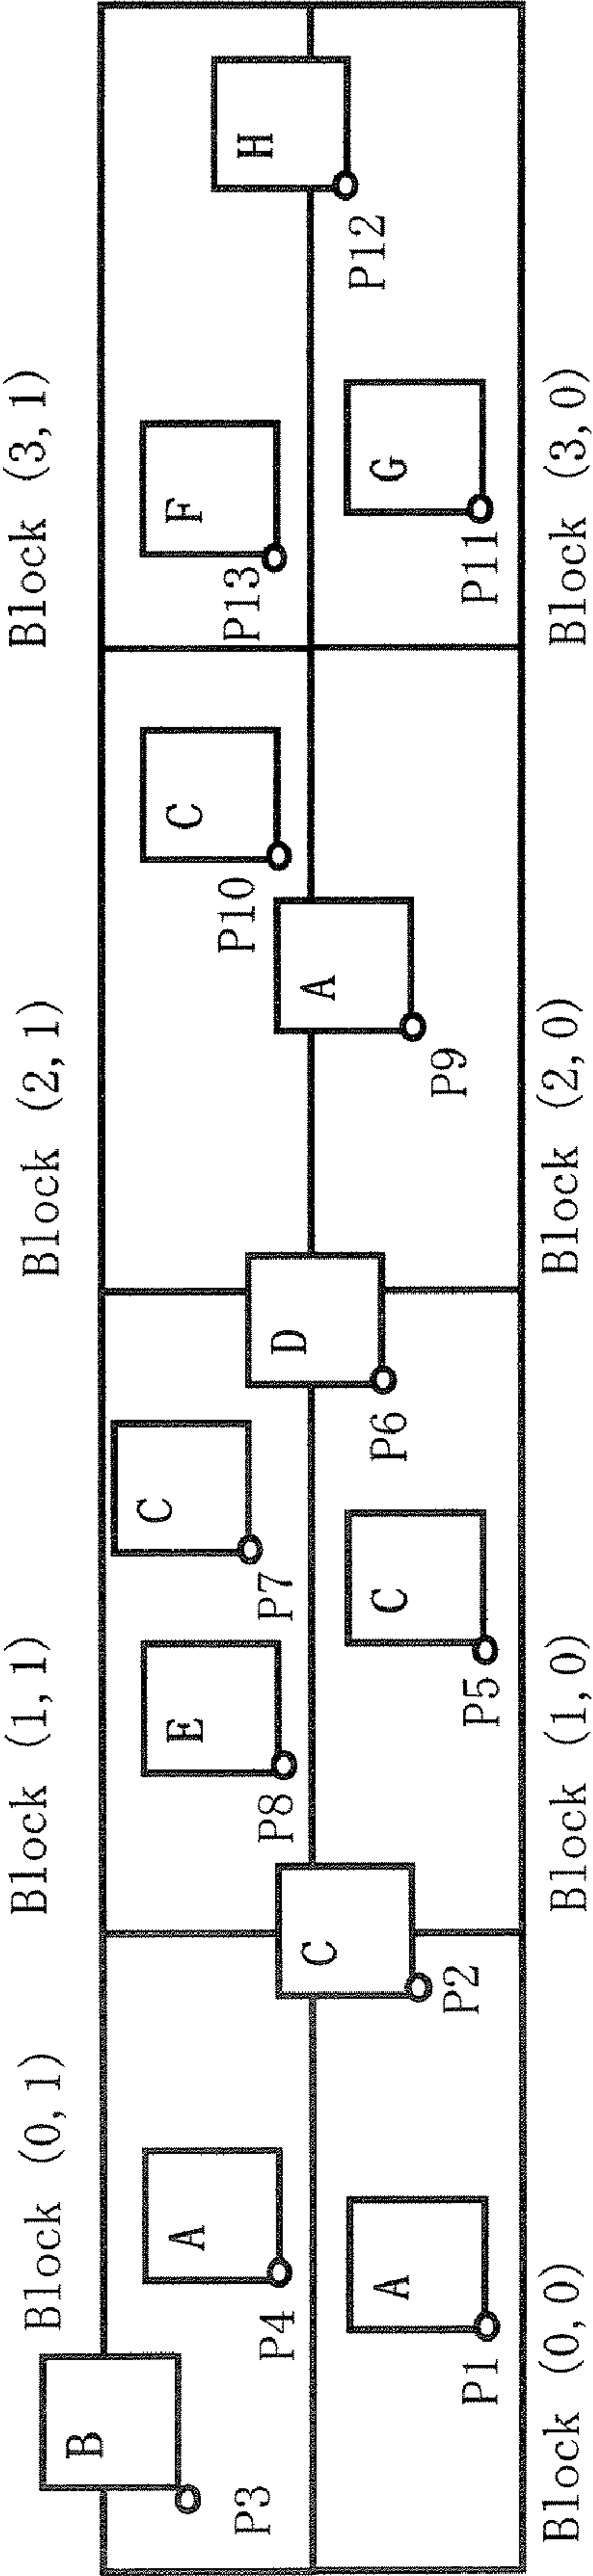 Block (0, 1)
Block (1, 1)
Block (2, 1)
Block (3, 1)
B
P3
A
P4
E
P8
C
P7
C
P10
F
P13
H
P12
C
P2
D
P6
A
P9
A
P1
C
P5
G
P11
Block (0, 0)
Block (1, 0)
Block (2, 0)
Block (3, 0)